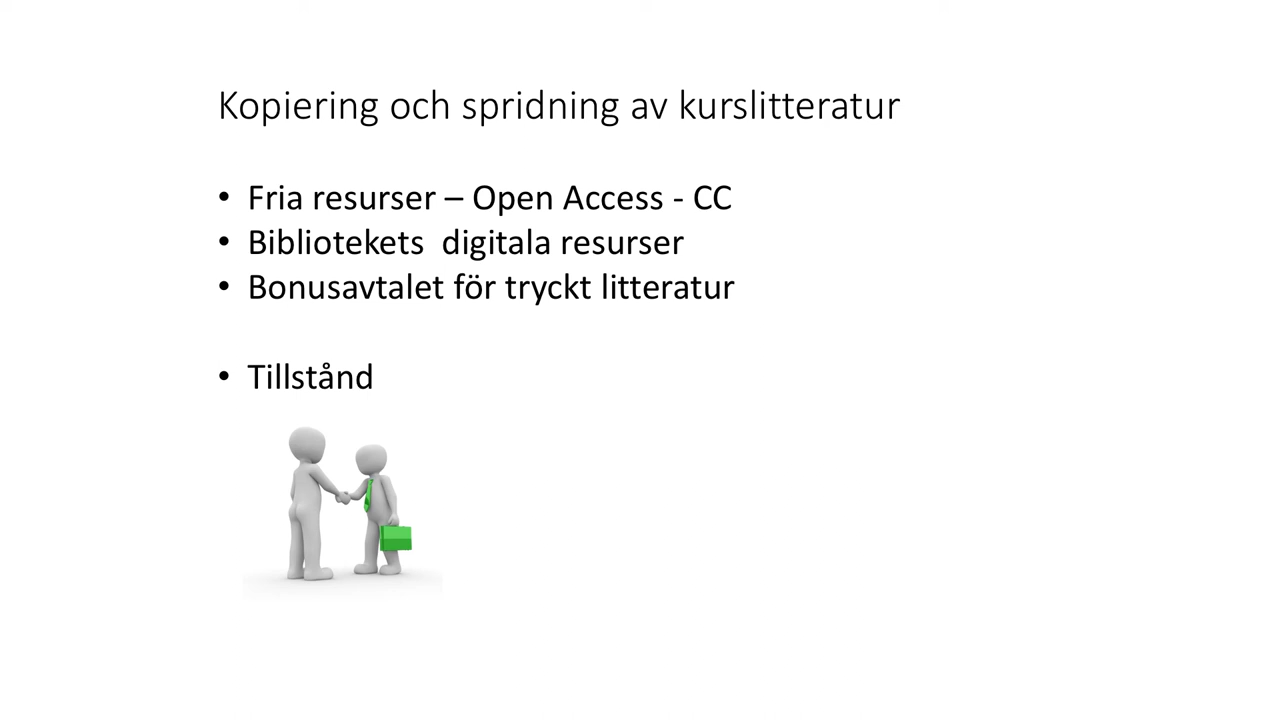 Kopiering och spridning av kurslitteratur
• Fria resurser – Open Access - CC
• Bibliotekets  digitala resurser
• Bonusavtalet för tryckt litteratur
• Tillstånd